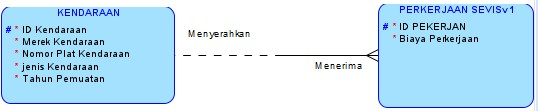 KENDARAAN
# * ID Kendaraan
* Merek Kendaraan
* Nomor Plat Kendaraan
* jenis Kendaraan
* Tahun Pemuatan
Menyerahkan
Menerima
PERKERJAAN SEVISv1
# * ID PEKERJAN
* Biaya Perkerjaan